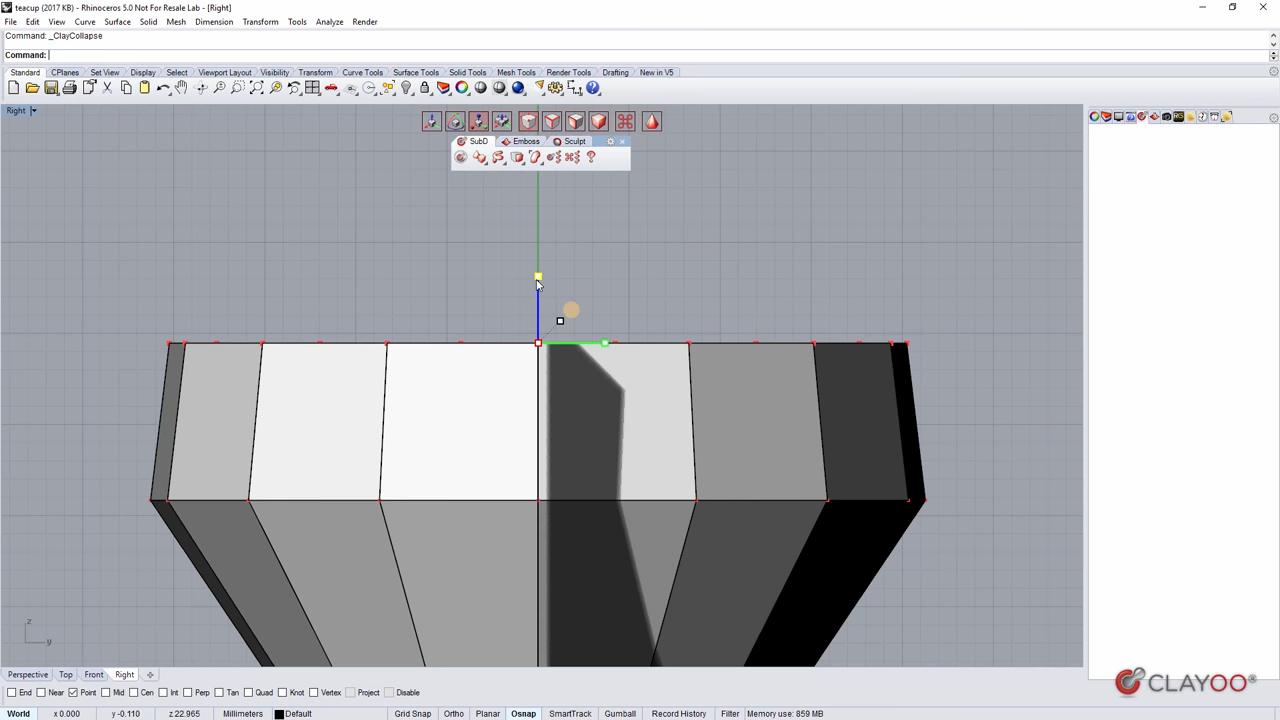 teacup (2017 KB) - Rhinoceros 5.0 Not For Resale Lab - [Right]
File Edit View Curve Surface Solid Mesh Dimension Transform Tools Analyze Render
Command: _ClayCollapse
Command:
Standard CPlanes Set View Display Select Viewport Layout Visibility Transform Curve Tools Surface Tools Solid Tools Mesh Tools Render Tools Drafting New in V5
Right
SubD Emboss Sculpt
z
y
Perspective Top Front Right
End Near Point Mid Cen Int Perp Tan Quad Knot Vertex Project Disable
CLAYOO®
World x 0.000 y -0.110 z 22.965 Millimeters Default Grid Snap Ortho Planar Osnap SmartTrack Gumball Record History Filter Memory use: 859 MB